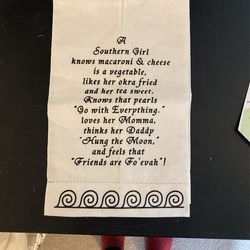 A
Southern Girl
knows macaroni & cheese
is a vegetable,
likes her okra fried
and her tea sweet.
Knows that pearls
"Go with Everything."
loves her Momma,
thinks her Daddy
"Hung the Moon,"
and feels that
"Friends are Fo'evah"!